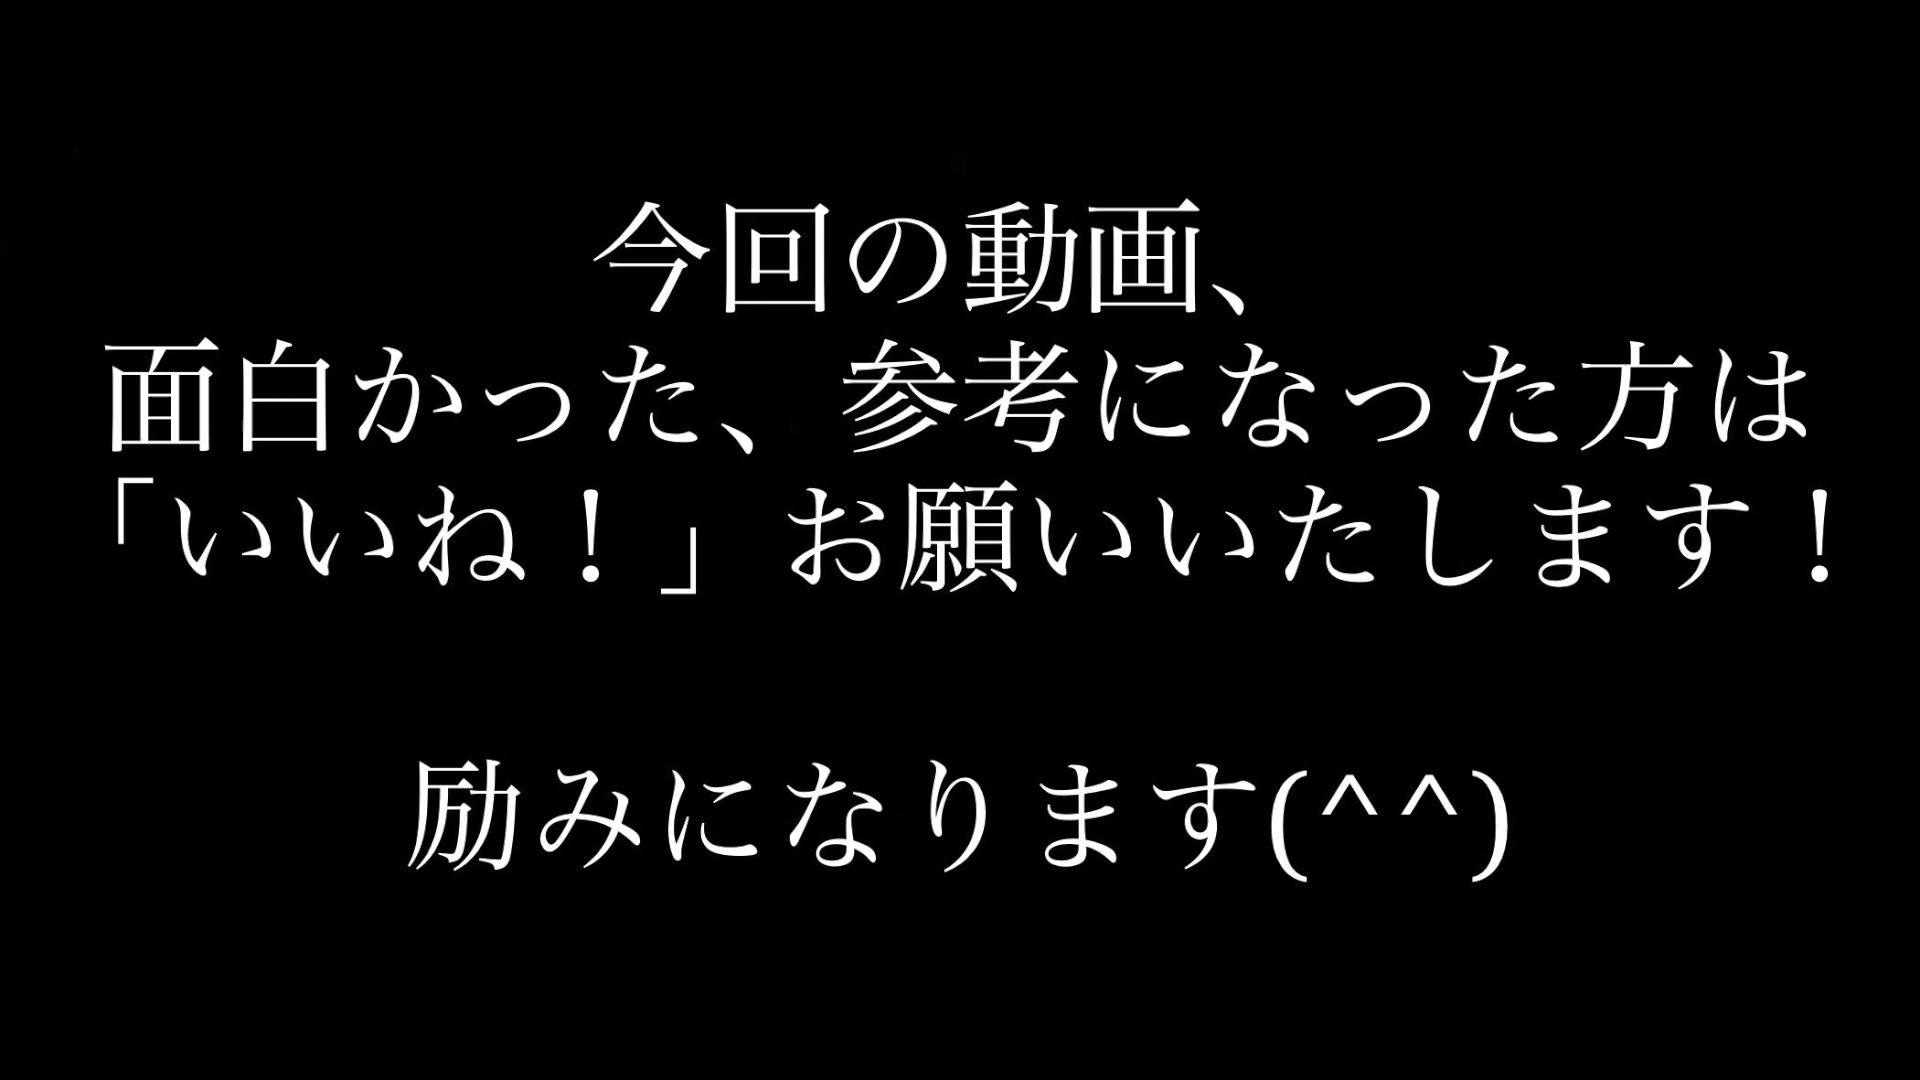 今回の動画、
面白かった、参考になった方は
「いいね！」お願いいたします！
励みになります(^^)